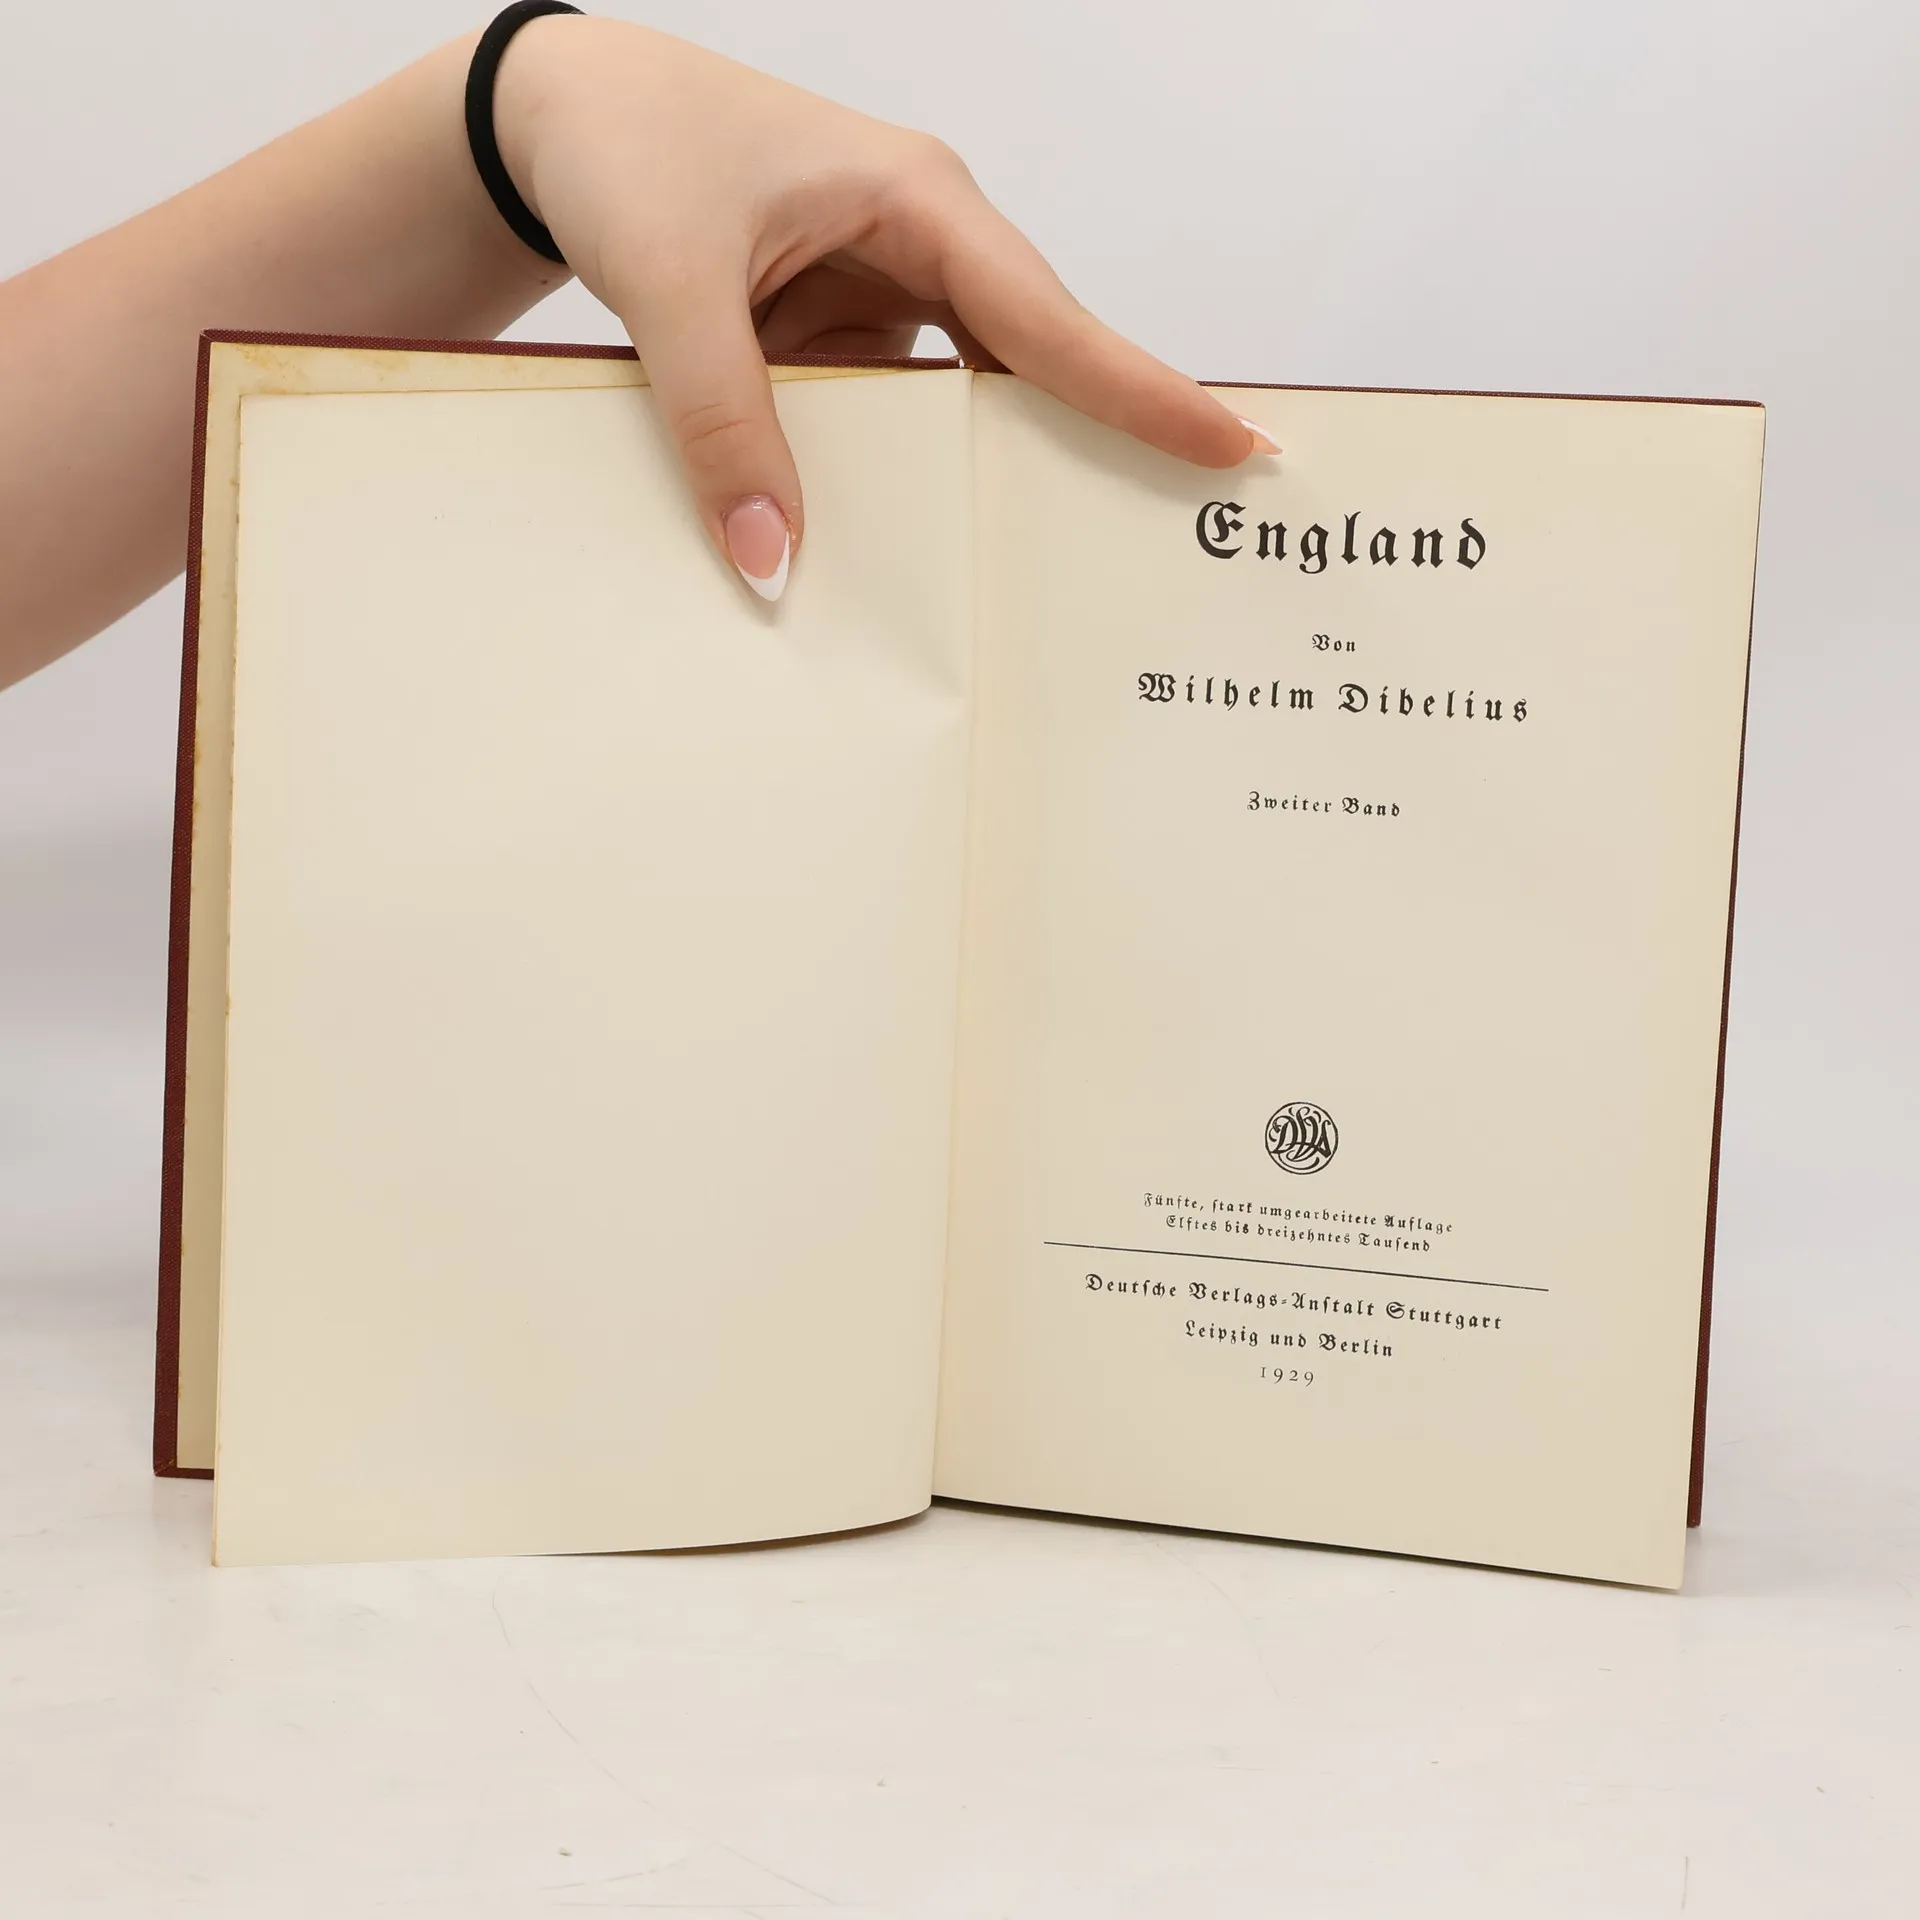 England
Von
Wilhelm Dibelius
Zweiter Band
DVA
Fünfte, ſtark umgearbeitete Auflage
Elftes bis dreizehntes Tauſend
Deutſche Verlags-Anſtalt Stuttgart
Leipzig und Berlin
1929